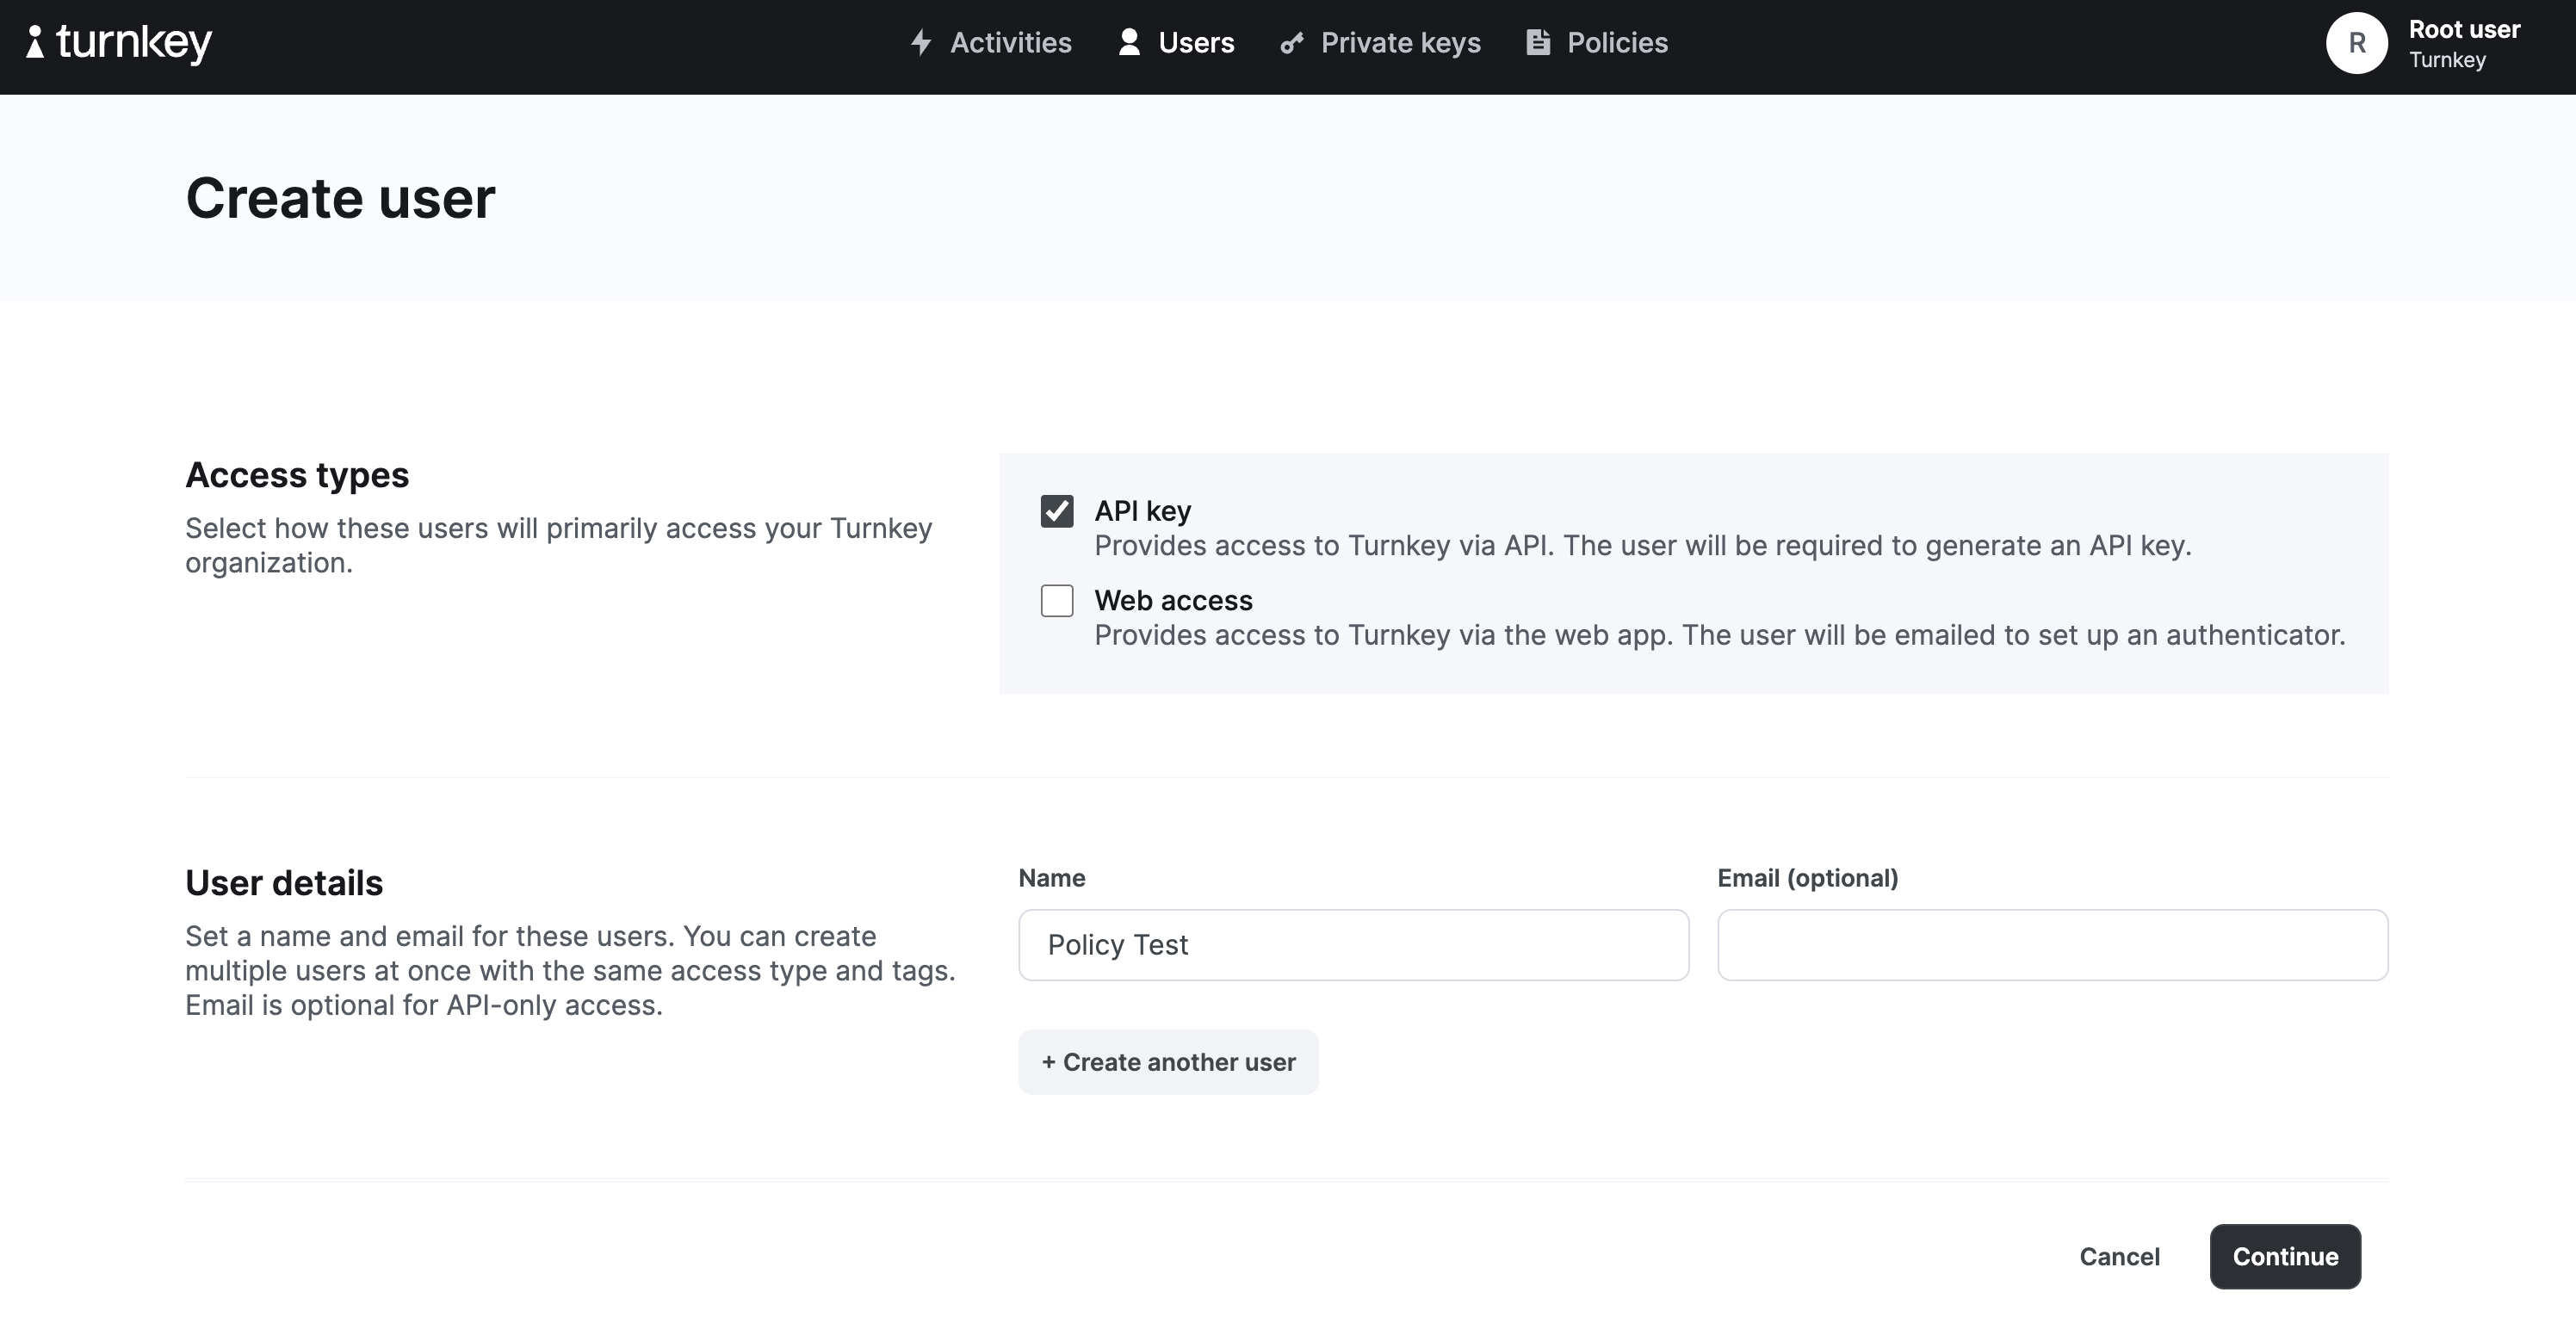 turnkey
Activities
Users
Private keys
Policies
R
Root user
Turnkey
Create user
Access types
Select how these users will primarily access your Turnkey
organization.
API key
Provides access to Turnkey via API. The user will be required to generate an API key.
Web access
Provides access to Turnkey via the web app. The user will be emailed to set up an authenticator.
User details
Set a name and email for these users. You can create
multiple users at once with the same access type and tags.
Email is optional for API-only access.
Name
Email (optional)
Policy Test
+ Create another user
Cancel
Continue